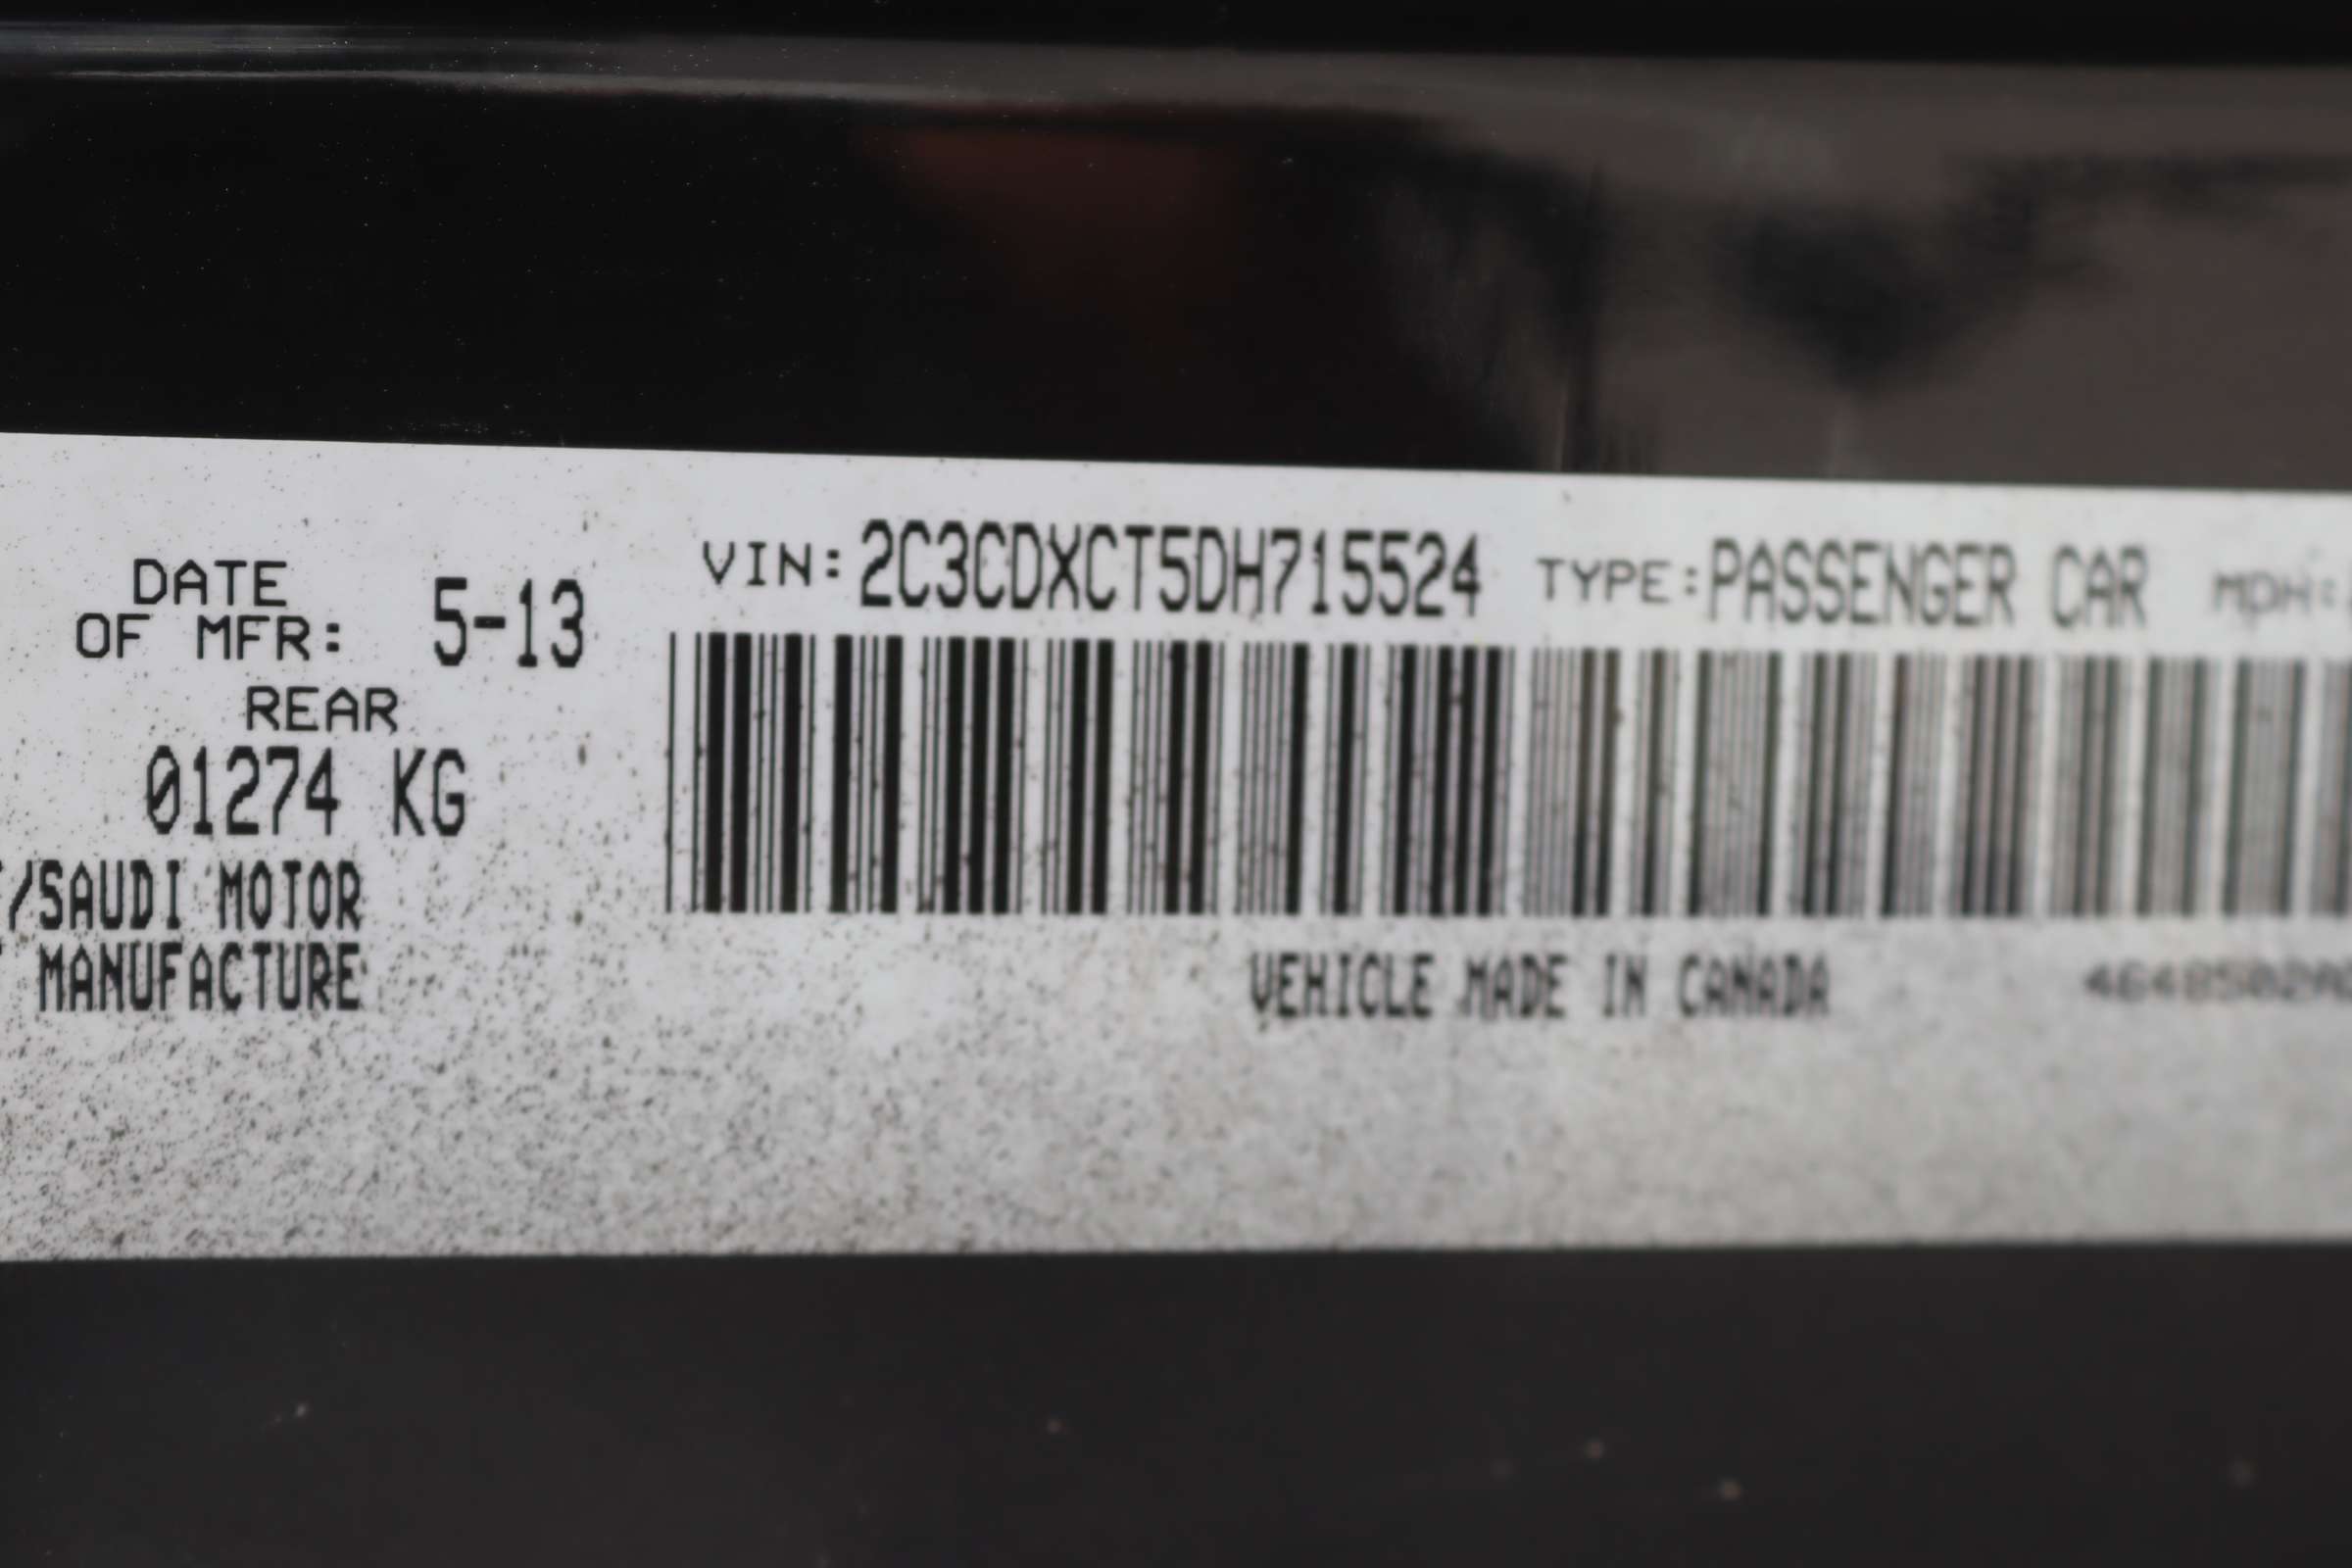 DATE
OF MFR: 5-13
REAR
01274 KG
/SAUDI MOTOR
MANUFACTURE
VIN: 2C3CDXCT5DH715524 TYPE: PASSENGER CAR MDH:
VEHICLE MADE IN CANADA